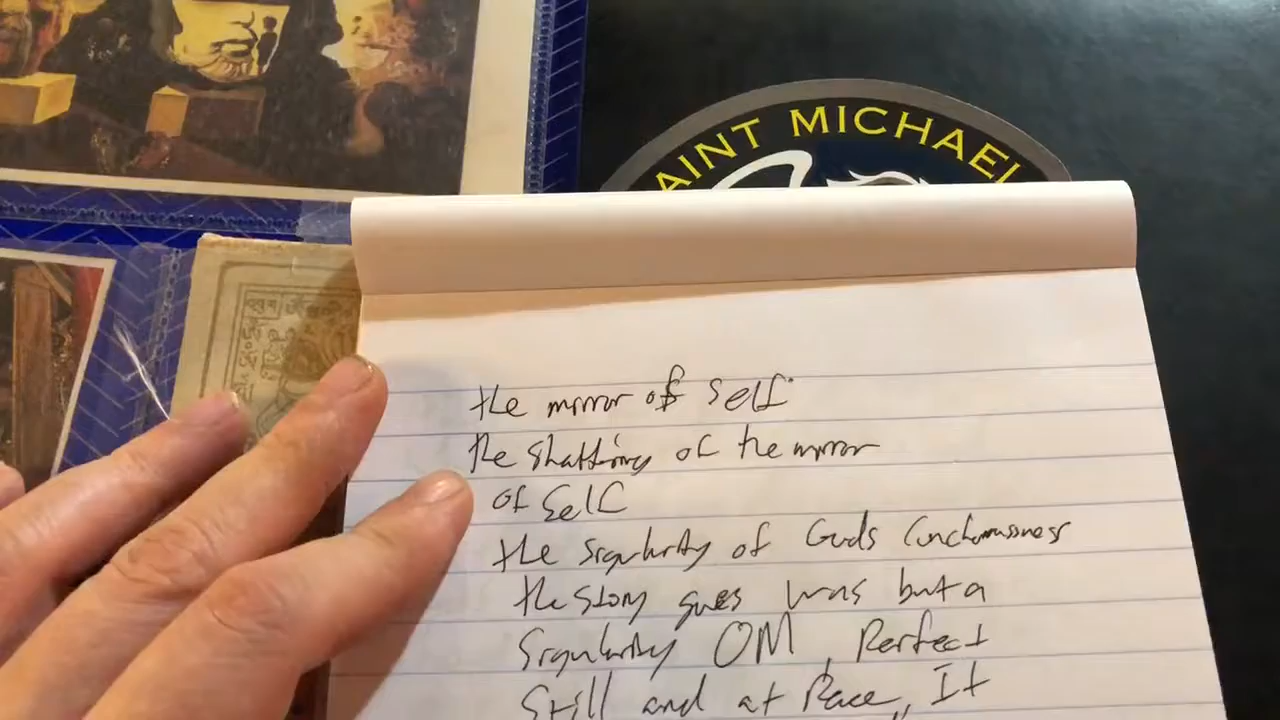 SAINT MICHAEL
the mirror of Self.
the Shattering of the mirror
of Self
the Singularity of Gods Conchoussness
the story goes was but a
Singularity OM, Perfect
Still and at Peace,, It